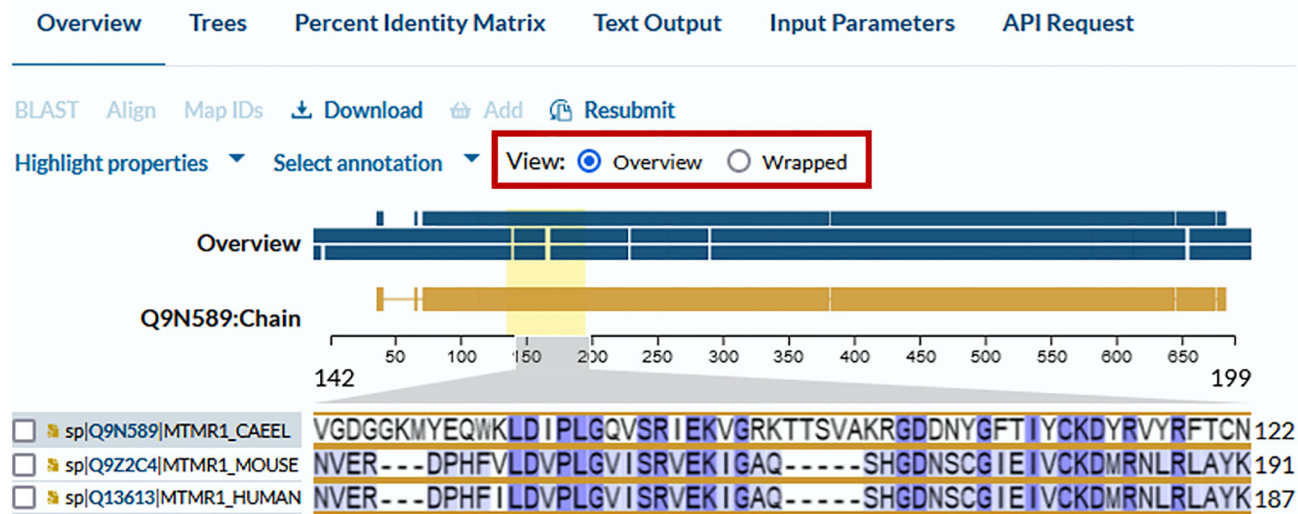 Overview Trees Percent Identity Matrix Text Output Input Parameters API Request
BLAST Align Map IDs Download Add Resubmit
Highlight properties Select annotation View: Overview Wrapped
Overview
Q9N589:Chain
50 100 150 200 250 300 350 400 450 500 550 600 650
142 199
sp|Q9N589|MTMR1_CAEEL VGDGGKMYEQWKLDIPLGQVSRIEKVGRKTTSVAKRGDDNYGFTIYCKDYRVYRFTCN 122
sp|Q9Z2C4|MTMR1_MOUSE NVER---DPHFVLDVPLGVISRVEKIGAQ-----SHGDNSCGIEIVCKDMRNLRLAYK 191
sp|Q13613|MTMR1_HUMAN NVER---DPHFILDVPLGVISRVEKIGAQ-----SHGDNSCGIEIVCKDMRNLRLAYK 187